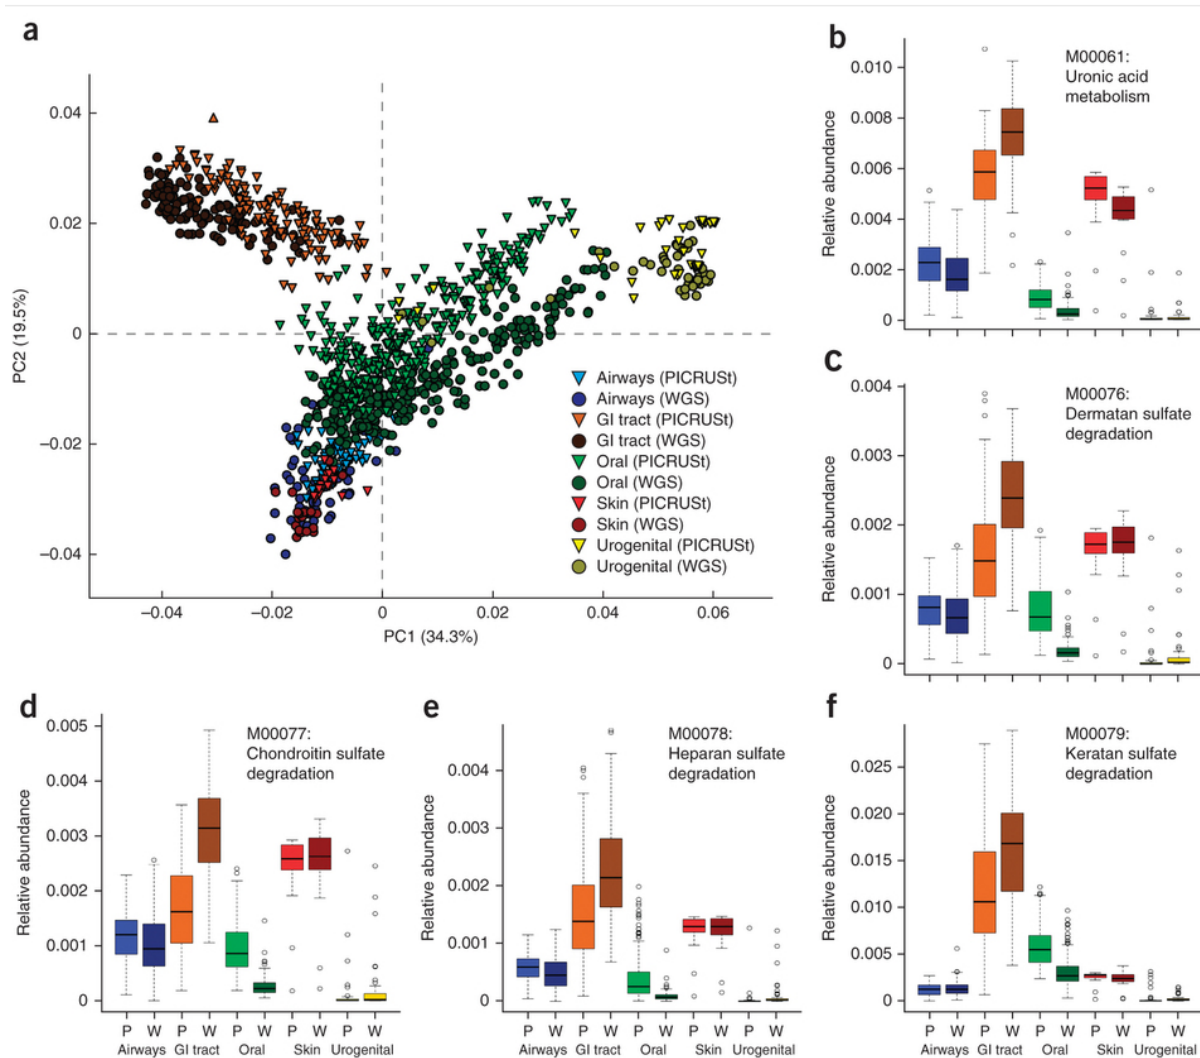 a
0.04
0.02
0
−0.02
−0.04
PC2 (19.5%)
−0.04
−0.02
0
0.02
0.04
0.06
PC1 (34.3%)
Airways (PICRUSt)
Airways (WGS)
GI tract (PICRUSt)
GI tract (WGS)
Oral (PICRUSt)
Oral (WGS)
Skin (PICRUSt)
Skin (WGS)
Urogenital (PICRUSt)
Urogenital (WGS)
b
M00061:
Uronic acid
metabolism
Relative abundance
0.010
0.008
0.006
0.004
0.002
0
c
M00076:
Dermatan sulfate
degradation
Relative abundance
0.004
0.003
0.002
0.001
0
d
M00077:
Chondroitin sulfate
degradation
Relative abundance
0.005
0.004
0.003
0.002
0.001
0
P W P W P W P W P W
Airways GI tract Oral Skin Urogenital
e
M00078:
Heparan sulfate
degradation
Relative abundance
0.004
0.003
0.002
0.001
0
P W P W P W P W P W
Airways GI tract Oral Skin Urogenital
f
M00079:
Keratan sulfate
degradation
Relative abundance
0.025
0.020
0.015
0.010
0.005
0
P W P W P W P W P W
Airways GI tract Oral Skin Urogenital